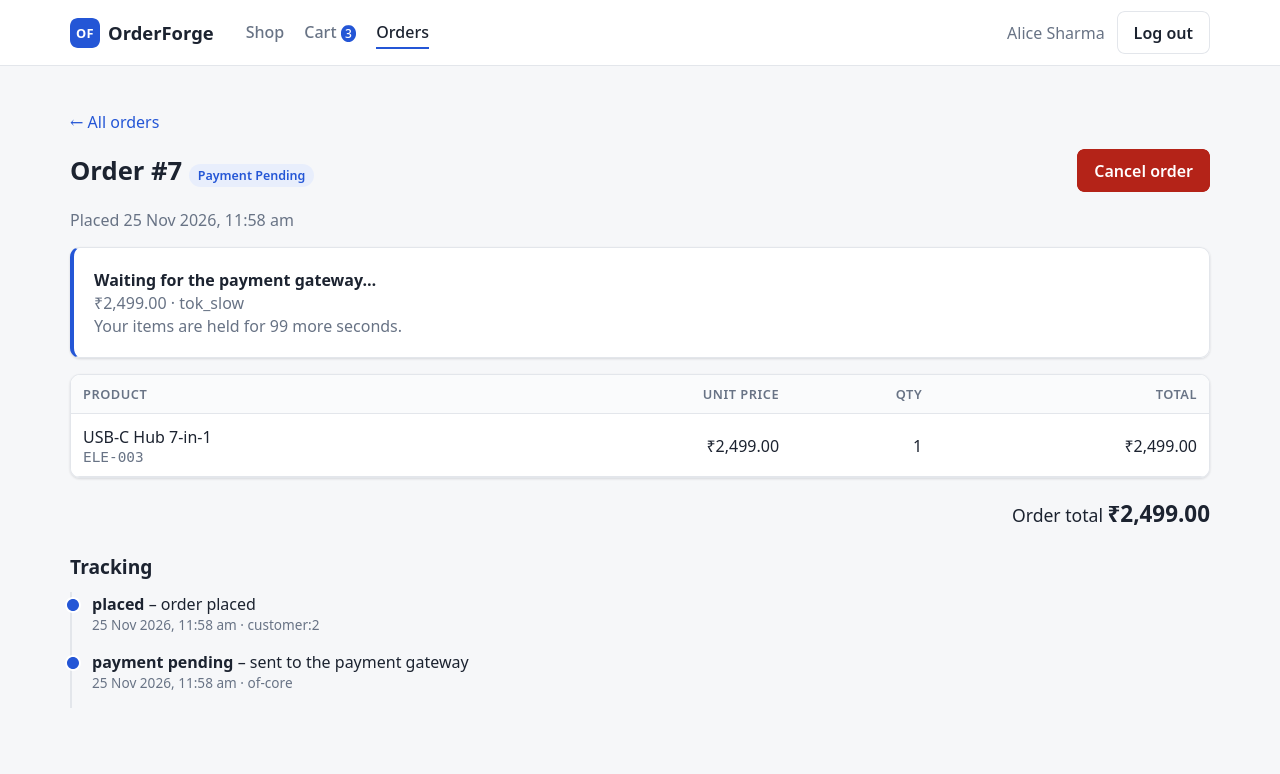 OF OrderForge Shop Cart 3 Orders Alice Sharma Log out
← All orders
Order #7 Payment Pending Cancel order
Placed 25 Nov 2026, 11:58 am
Waiting for the payment gateway…
₹2,499.00 · tok_slow
Your items are held for 99 more seconds.
PRODUCT UNIT PRICE QTY TOTAL
USB-C Hub 7-in-1 ₹2,499.00 1 ₹2,499.00
ELE-003
Order total ₹2,499.00
Tracking
placed – order placed
25 Nov 2026, 11:58 am · customer:2
payment pending – sent to the payment gateway
25 Nov 2026, 11:58 am · of-core